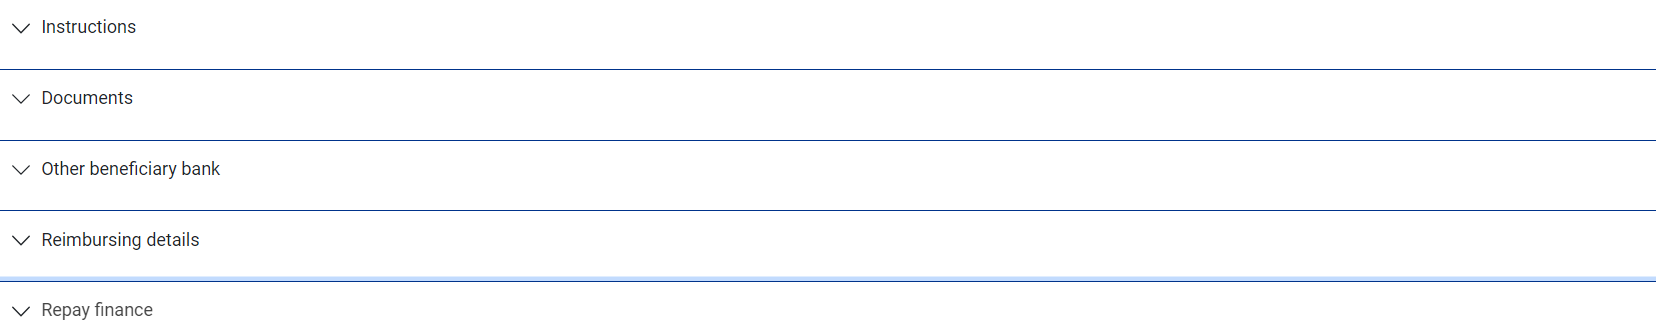 Instructions
Documents
Other beneficiary bank
Reimbursing details
Repay finance